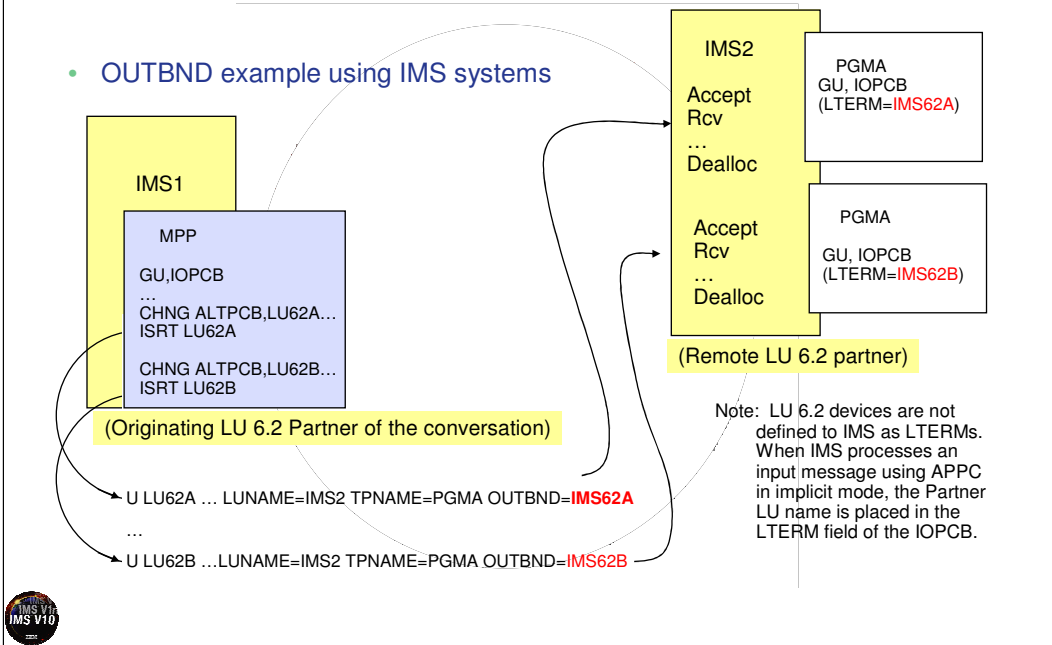 • OUTBND example using IMS systems
IMS1
MPP
GU,IOPCB
…
CHNG ALTPCB,LU62A…
ISRT LU62A
CHNG ALTPCB,LU62B…
ISRT LU62B
(Originating LU 6.2 Partner of the conversation)
IMS2
Accept
Rcv
…
Dealloc
Accept
Rcv
…
Dealloc
PGMA
GU, IOPCB
(LTERM=IMS62A)
PGMA
GU, IOPCB
(LTERM=IMS62B)
(Remote LU 6.2 partner)
Note: LU 6.2 devices are not
defined to IMS as LTERMs.
When IMS processes an
input message using APPC
in implicit mode, the Partner
LU name is placed in the
LTERM field of the IOPCB.
U LU62A … LUNAME=IMS2 TPNAME=PGMA OUTBND=IMS62A
…
U LU62B …LUNAME=IMS2 TPNAME=PGMA OUTBND=IMS62B
IMS V10